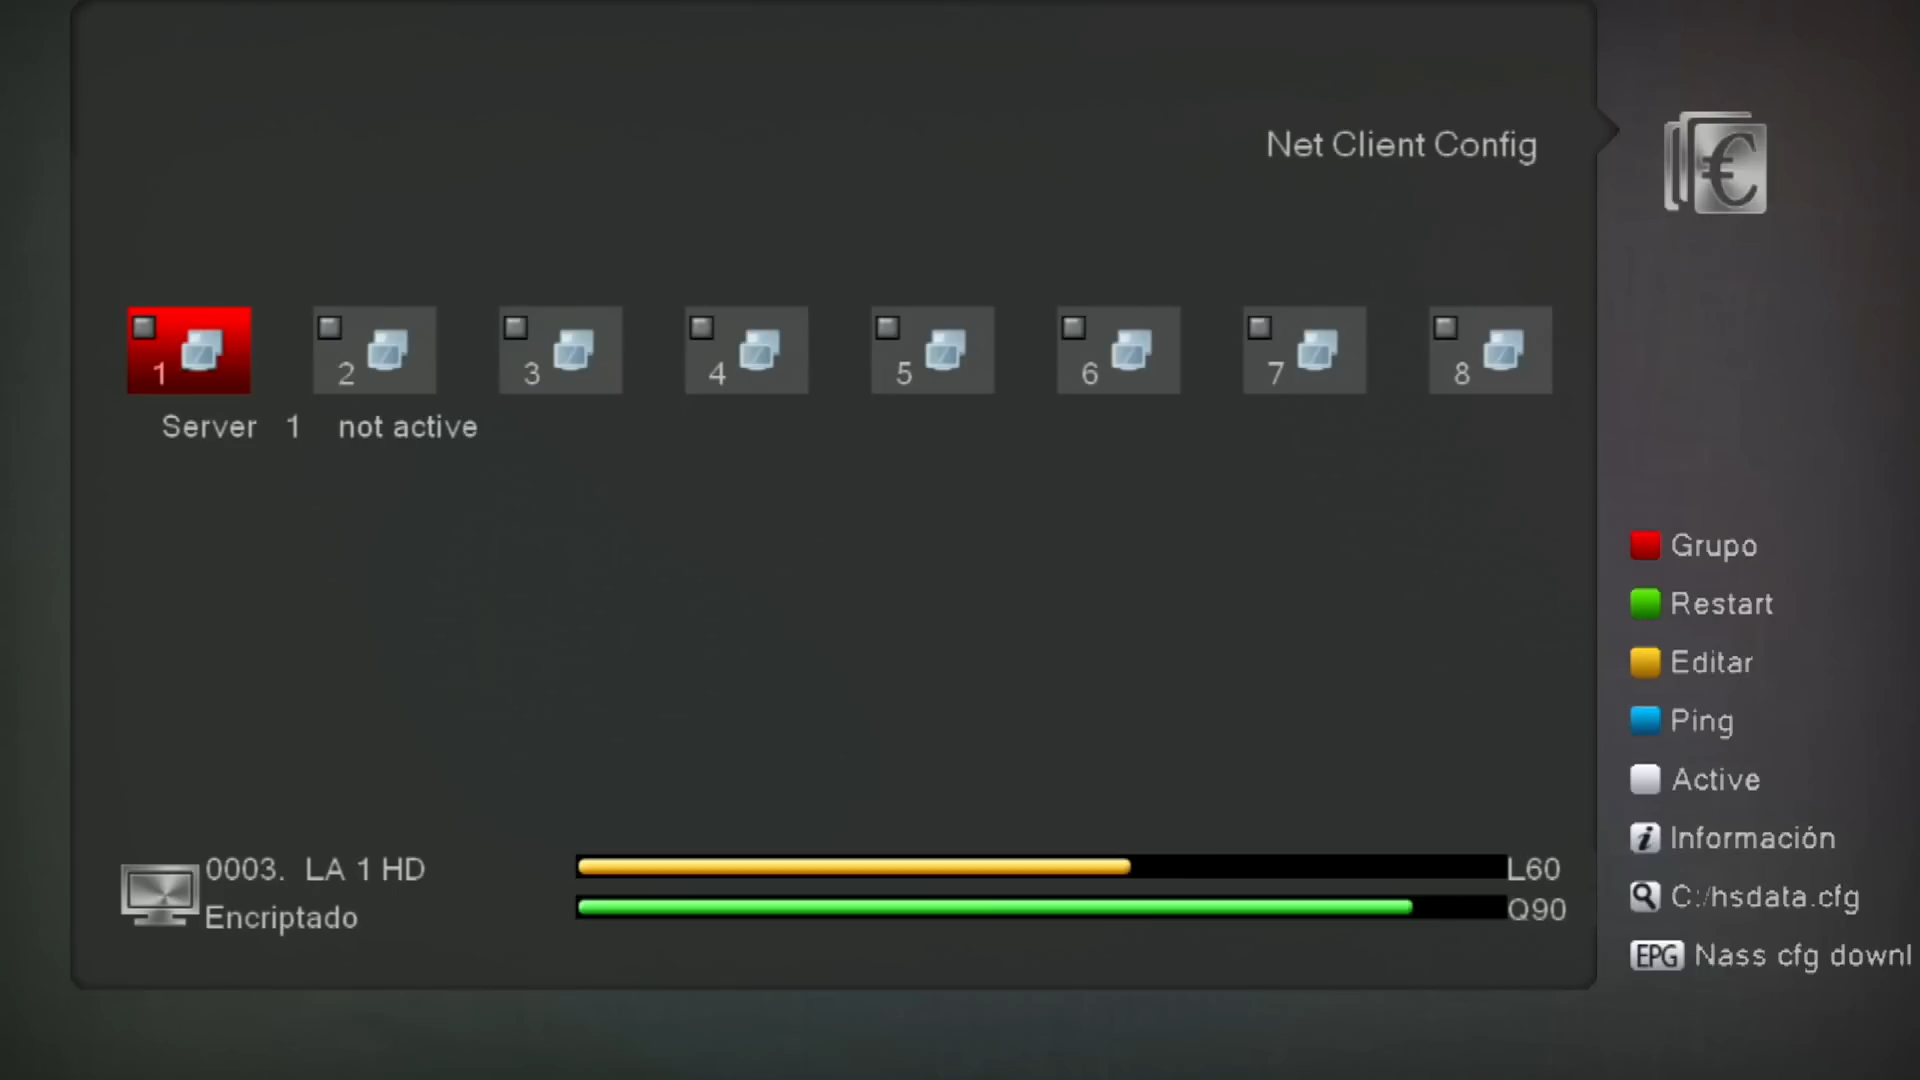 Net Client Config
€
1 2 3 4 5 6 7 8
Server 1 not active
Grupo
Restart
Editar
Ping
Active
i Información
C:/hsdata.cfg
EPG Nass cfg downl
0003. LA 1 HD
L60
Encriptado
Q90